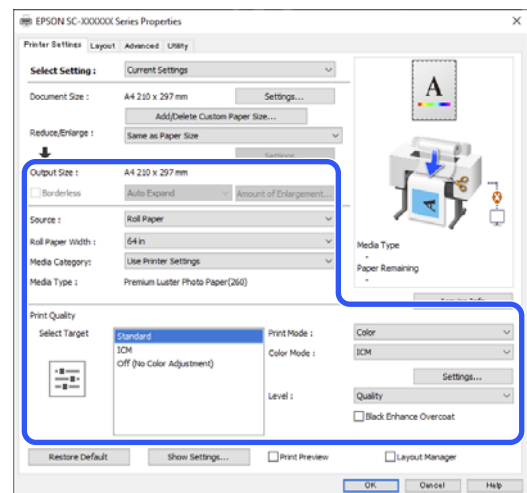 EPSON SC-XXXXXX Series Properties
Printer Settings Layout Advanced Utility
Select Setting : Current Settings
Document Size : A4 210 x 297 mm Settings...
Add/Delete Custom Paper Size...
Reduce/Enlarge : Same as Paper Size
Settings...
Output Size : A4 210 x 297 mm
Borderless Auto Expand Amount of Enlargement...
Source : Roll Paper
Roll Paper Width : 64 in
Media Category: Use Printer Settings
Media Type : Premium Luster Photo Paper(260)
A
A
Media Type
-
Paper Remaining
-
Print Quality
Select Target
Standard
ICM
Off (No Color Adjustment)
Print Mode : Color
Color Mode : ICM
Settings...
Level : Quality
Black Enhance Overcoat
Restore Default Show Settings... Print Preview Layout Manager
OK Cancel Help